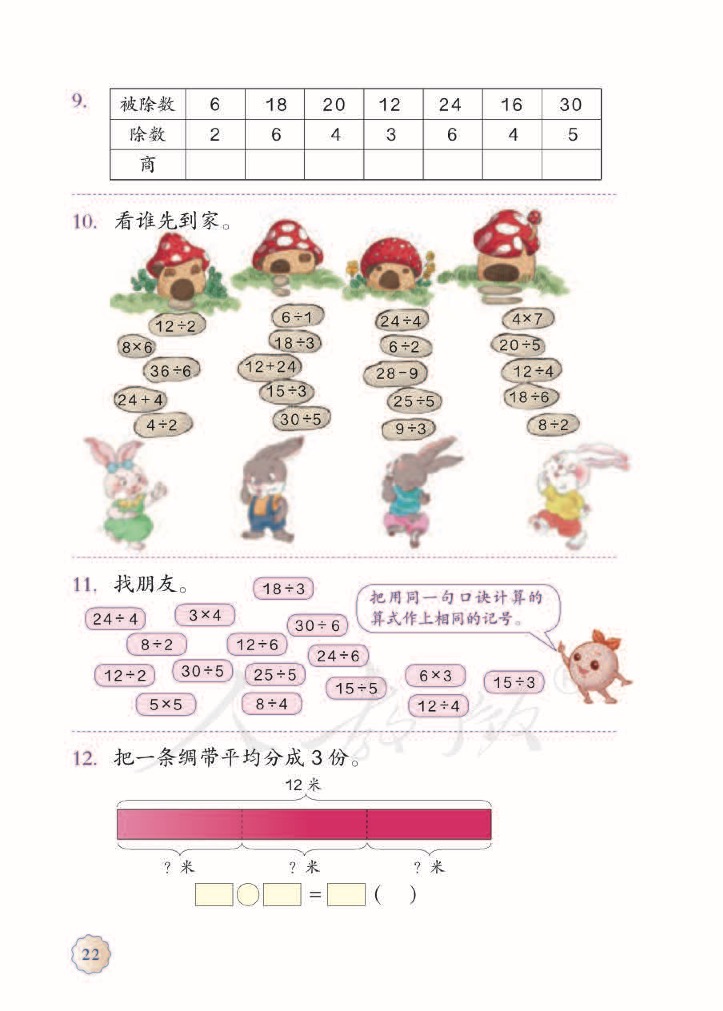 9.
被除数 6 18 20 12 24 16 30
除数 2 6 4 3 6 4 5
商
10. 看谁先到家。
12÷2 6÷1 24÷4 4×7
8×6 18÷3 6÷2 20÷5
36÷6 12+24 28-9 12÷4
24+4 15÷3 25÷5 18÷6
4÷2 30÷5 9÷3 8÷2
11. 找朋友。
18÷3
把用同一句口诀计算的
算式作上相同的记号。
24÷4 3×4 30÷6
8÷2 12÷6 24÷6
12÷2 30÷5 25÷5 15÷5 6×3 15÷3
5×5 8÷4 12÷4
12. 把一条绸带平均分成3份。
12米
?米 ?米 ?米
= ( )
22